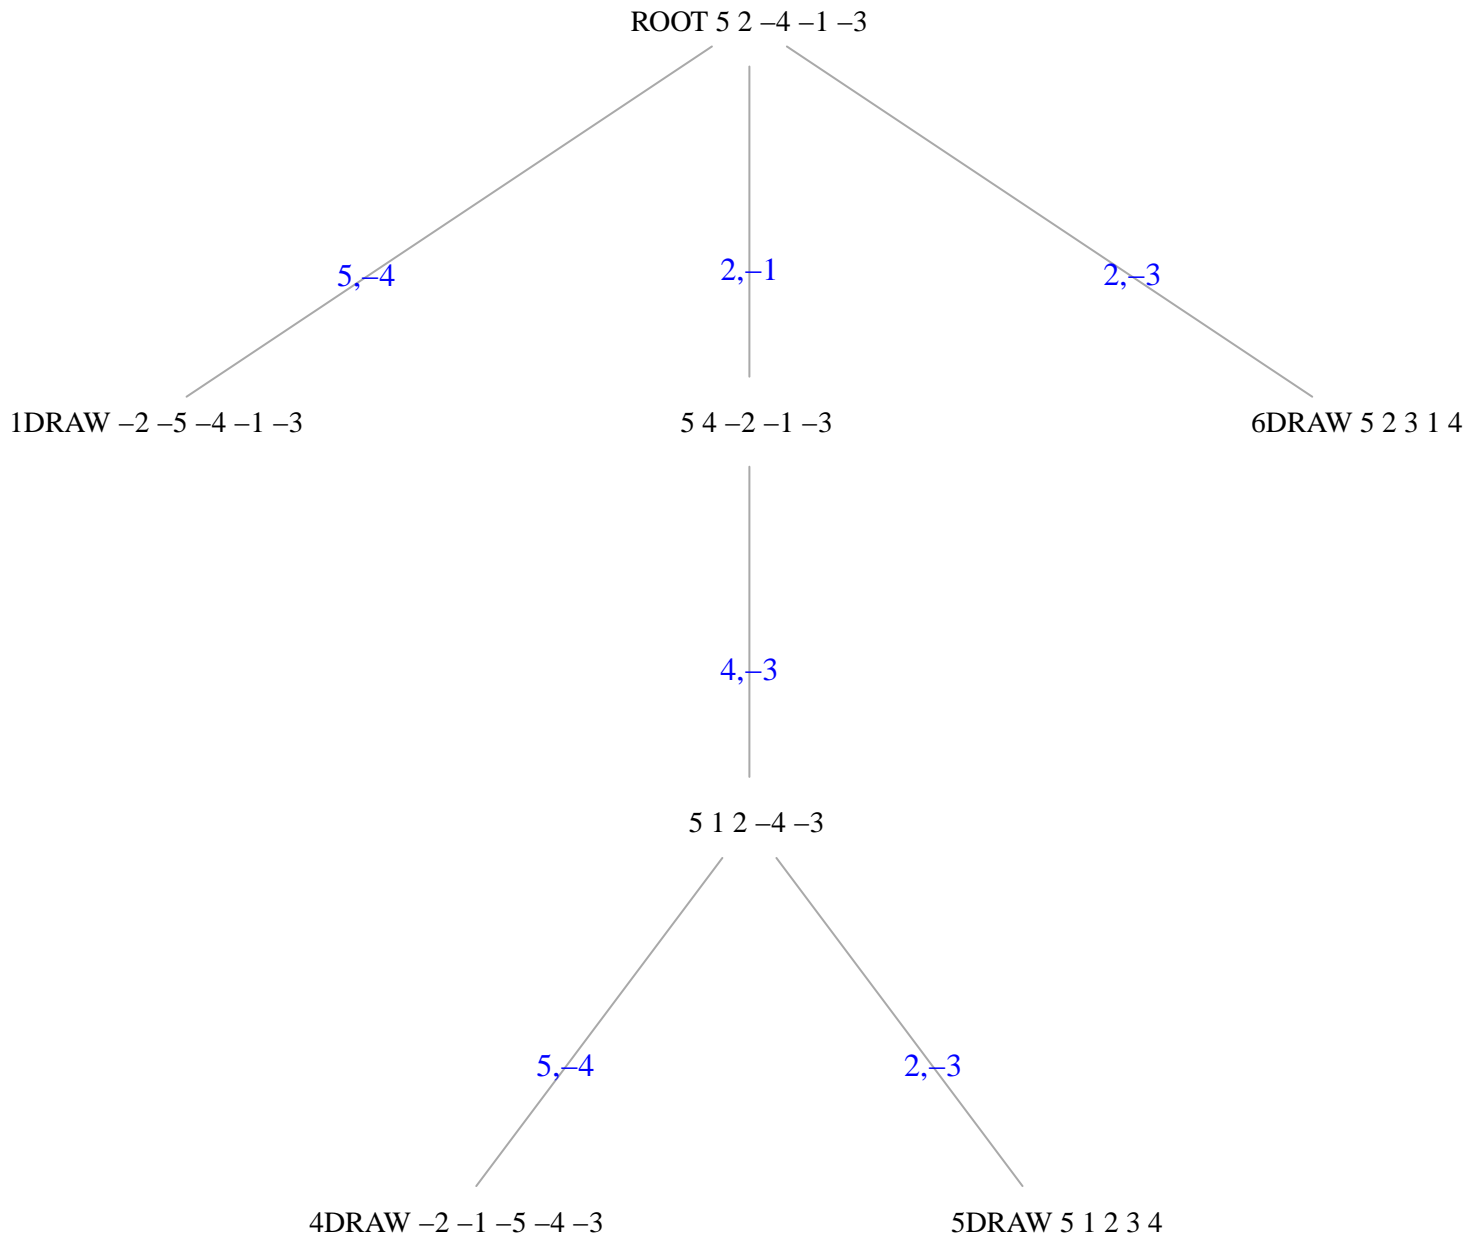 ROOT 5 2 –4 –1 –3
5,–4
2,–1
2,–3
1DRAW –2 –5 –4 –1 –3
5 4 –2 –1 –3
6DRAW 5 2 3 1 4
4,–3
5 1 2 –4 –3
5,–4
2,–3
4DRAW –2 –1 –5 –4 –3
5DRAW 5 1 2 3 4